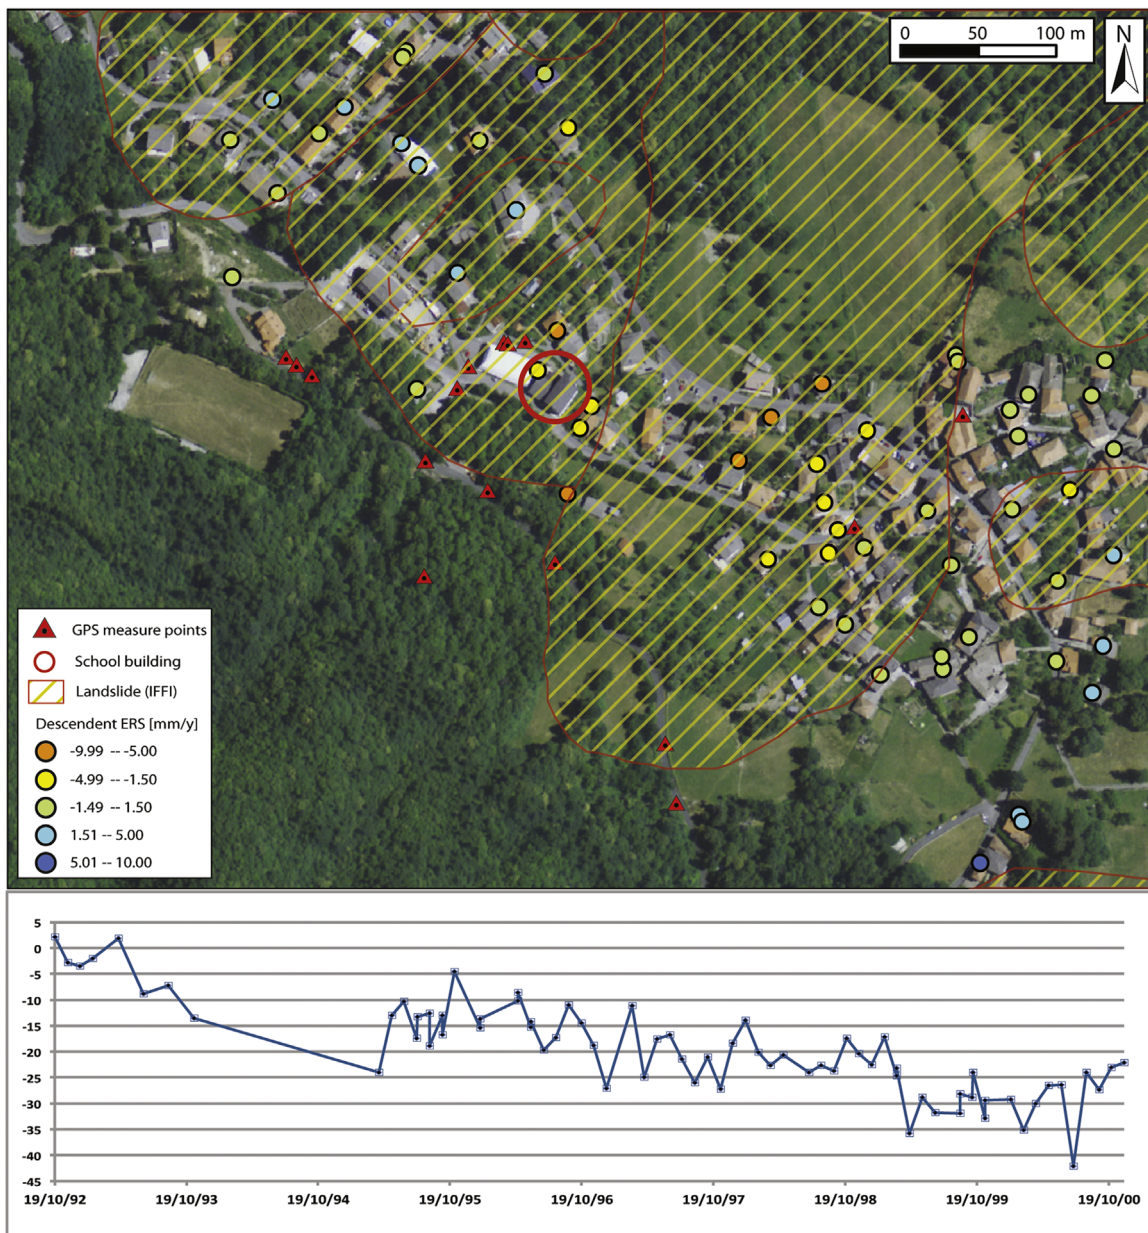 0 50 100 m
N
GPS measure points
School building
Landslide (IFFI)
Descendent ERS [mm/y]
-9.99 -- -5.00
-4.99 -- -1.50
-1.49 -- 1.50
1.51 -- 5.00
5.01 -- 10.00
5
0
-5
-10
-15
-20
-25
-30
-35
-40
-45
19/10/92 19/10/93 19/10/94 19/10/95 19/10/96 19/10/97 19/10/98 19/10/99 19/10/00